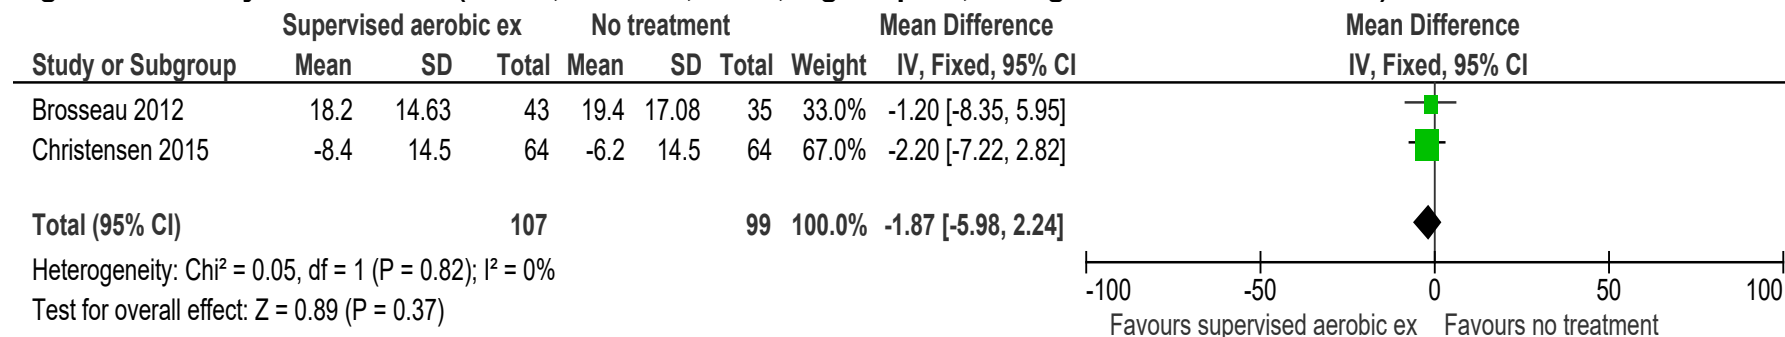 Supervised aerobic ex No treatment Mean Difference Mean Difference
Study or Subgroup Mean SD Total Mean SD Total Weight IV, Fixed, 95% CI IV, Fixed, 95% CI
Brosseau 2012 18.2 14.63 43 19.4 17.08 35 33.0% -1.20 [-8.35, 5.95]
Christensen 2015 -8.4 14.5 64 -6.2 14.5 64 67.0% -2.20 [-7.22, 2.82]
Total (95% CI) 107 99 100.0% -1.87 [-5.98, 2.24]
Heterogeneity: Chi² = 0.05, df = 1 (P = 0.82); I² = 0%
Test for overall effect: Z = 0.89 (P = 0.37)
-100 -50 0 50 100
Favours supervised aerobic ex Favours no treatment